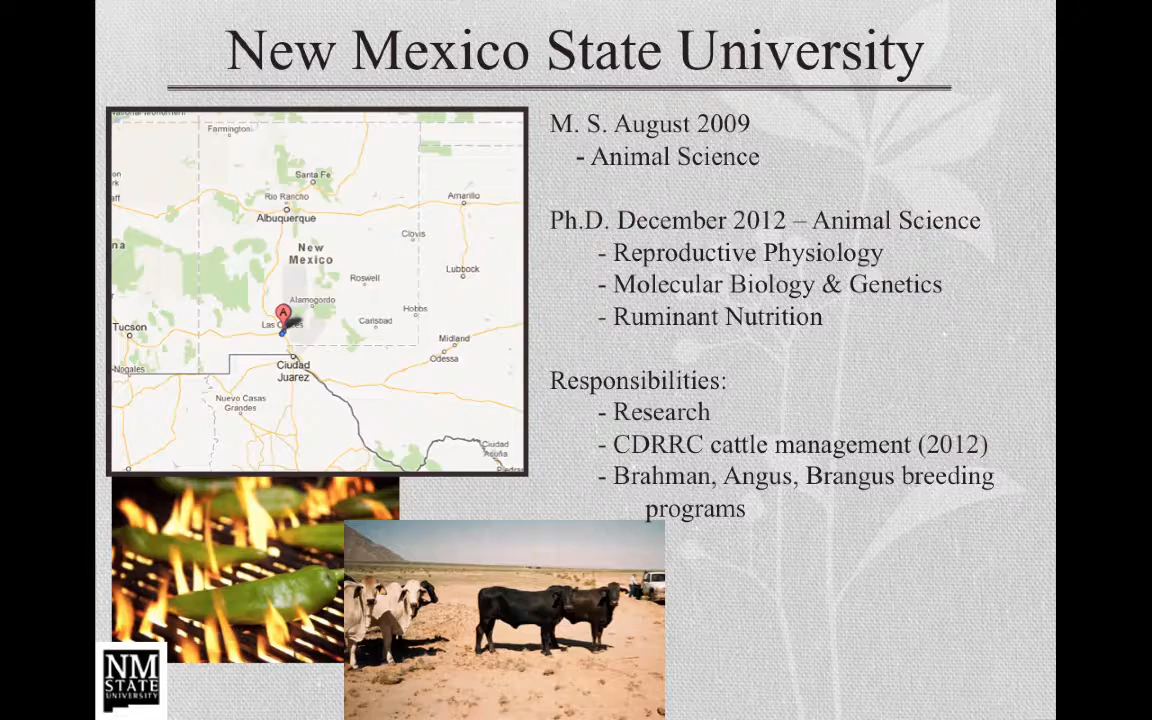 New Mexico State University
M. S. August 2009
- Animal Science
Ph.D. December 2012 – Animal Science
- Reproductive Physiology
- Molecular Biology & Genetics
- Ruminant Nutrition
Responsibilities:
- Research
- CDRRC cattle management (2012)
- Brahman, Angus, Brangus breeding
programs
Farmington
Santa Fe
Rio Rancho
Albuquerque
Amarillo
Clovis
New
Mexico
Roswell
Lubbock
Alamogordo
A
Hobbs
Carlsbad
Tucson
Midland
Odessa
Ciudad
Juarez
Nogales
Nuevo Casas
Grandes
Ciudad
Acuña
NM
STATE
UNIVERSITY